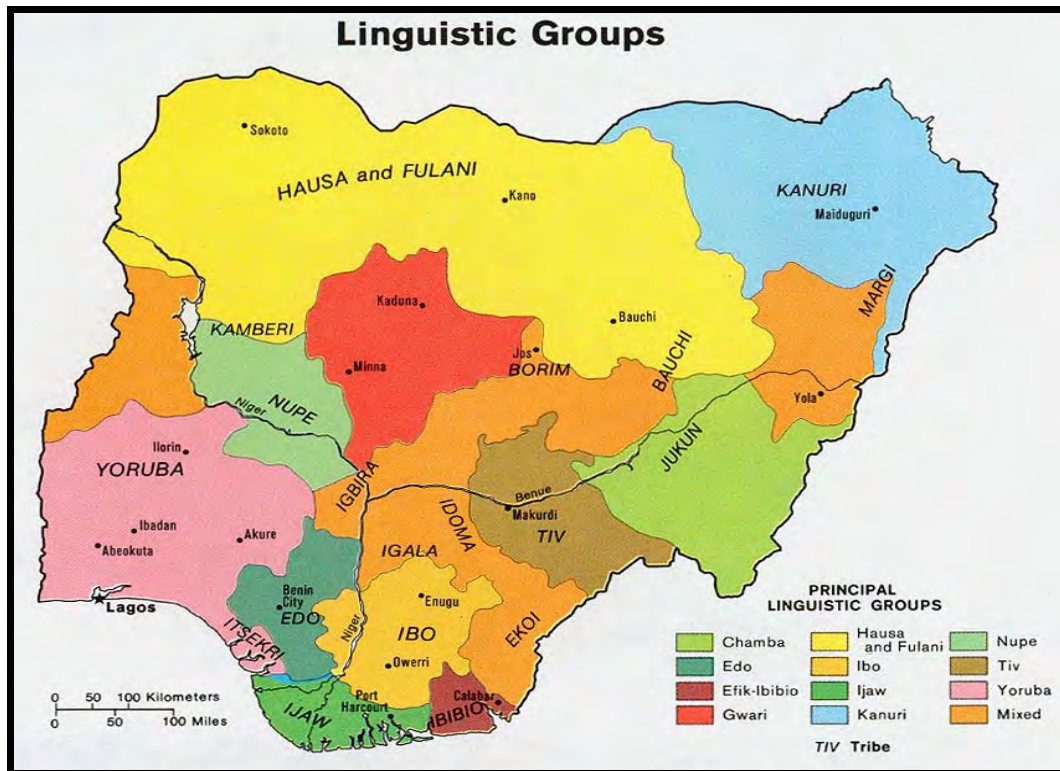 Linguistic Groups
Sokoto
HAUSA and FULANI
Kano
KANURI
Maiduguri
MARGI
Kaduna
KAMBERI
Bauchi
Jos
BORIM
BAUCHI
Minna
Yola
Niger
NUPE
Ilorin
YORUBA
JUKUN
IGBIRA
Benue
Makurdi
IDOMA
TIV
Ibadan
Akure
Abeokuta
IGALA
Lagos
Benin
City
EDO
Enugu
IBO
Niger
EKOI
ITSEKRI
Owerri
Port
Harcourt
Calabar
IJAW
IBIBIO
0 50 100 Kilometers
0 50 100 Miles
PRINCIPAL
LINGUISTIC GROUPS
Chamba
Edo
Efik-Ibibio
Gwari
Hausa
and Fulani
Ibo
Ijaw
Kanuri
Nupe
Tiv
Yoruba
Mixed
TIV Tribe